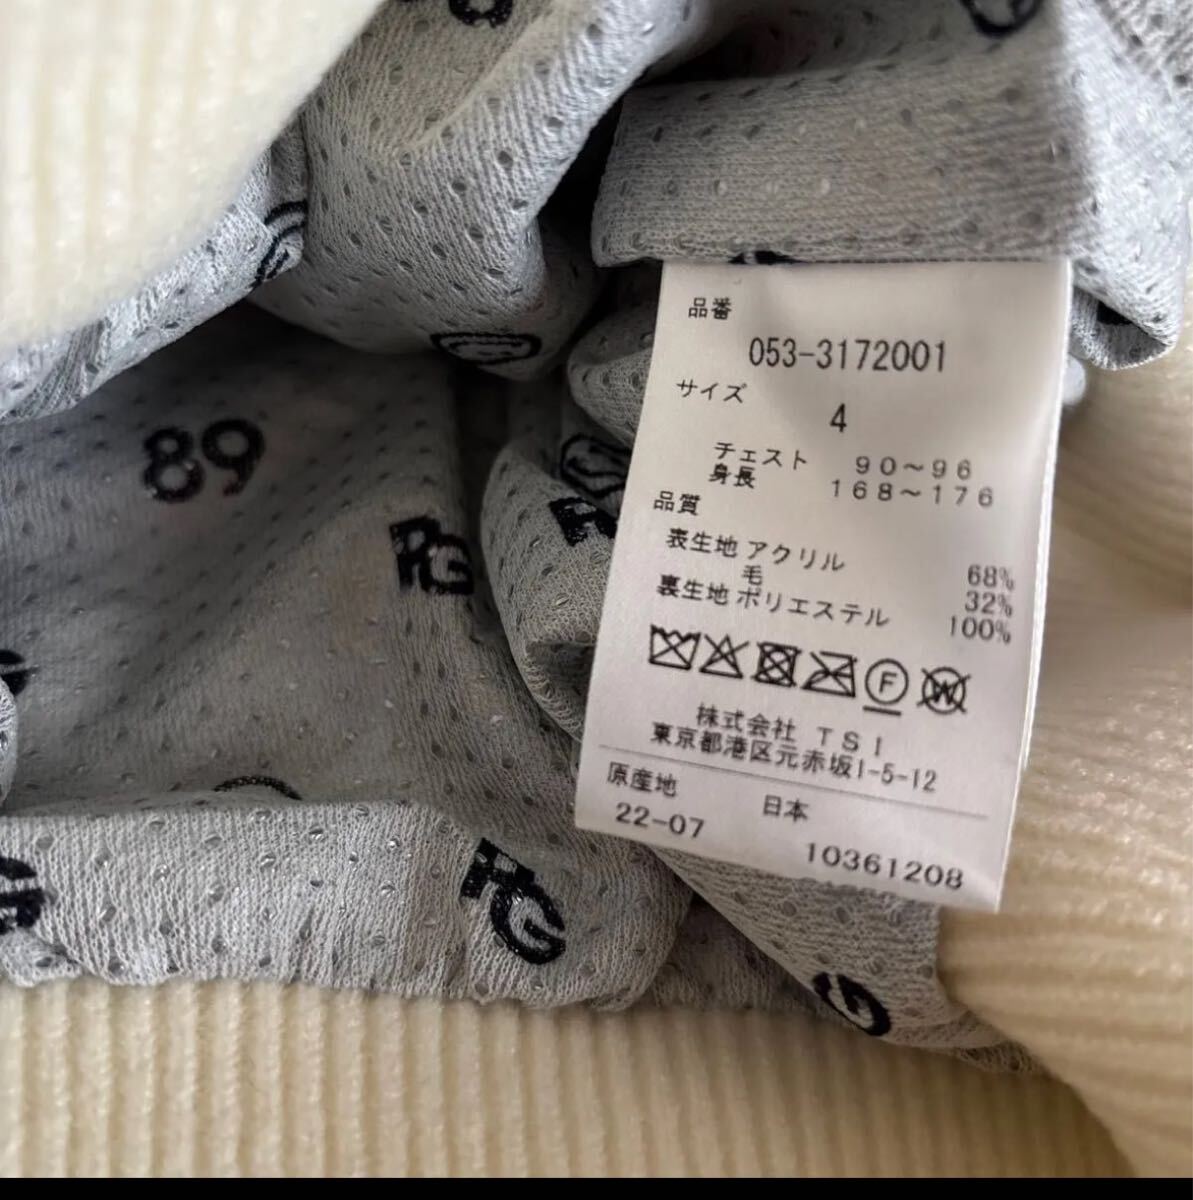 品番
053-3172001
サイズ
4
チェスト 90～96
身長 168～176
品質
表生地 アクリル 68%
毛 32%
裏生地 ポリエステル 100%
F
W
株式会社 TSI
東京都港区元赤坂1-5-12
原産地 日本
22-07
10361208
89
PG
PG